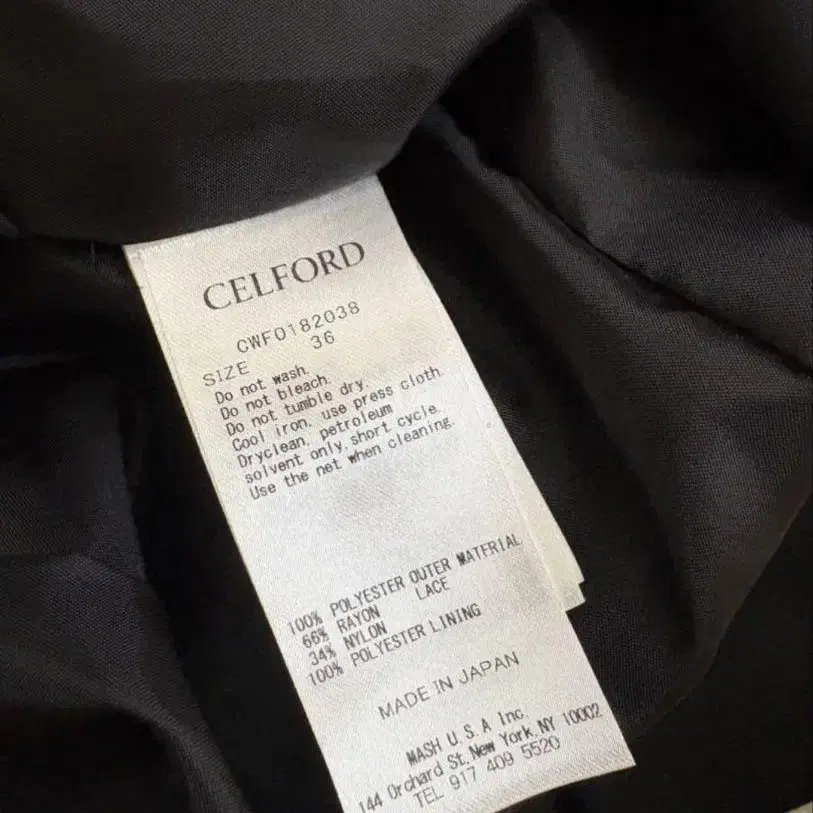 CELFORD
CWF0182038
SIZE 36
Do not wash.
Do not bleach.
Do not tumble dry.
Cool iron, use press cloth.
Dryclean, petroleum
solvent only, short cycle.
Use the net when cleaning.
100% POLYESTER OUTER MATERIAL
66% RAYON LACE
34% NYLON
100% POLYESTER LINING
MADE IN JAPAN
MASH U.S.A Inc.
144 Orchard St, New York, NY 10002
TEL 917 409 5520